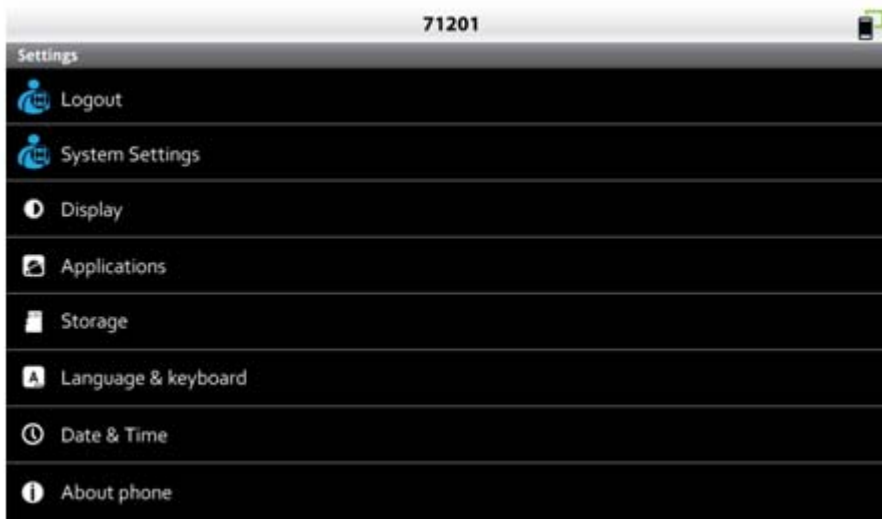 71201
Settings
Logout
System Settings
Display
Applications
Storage
Language & keyboard
Date & Time
About phone